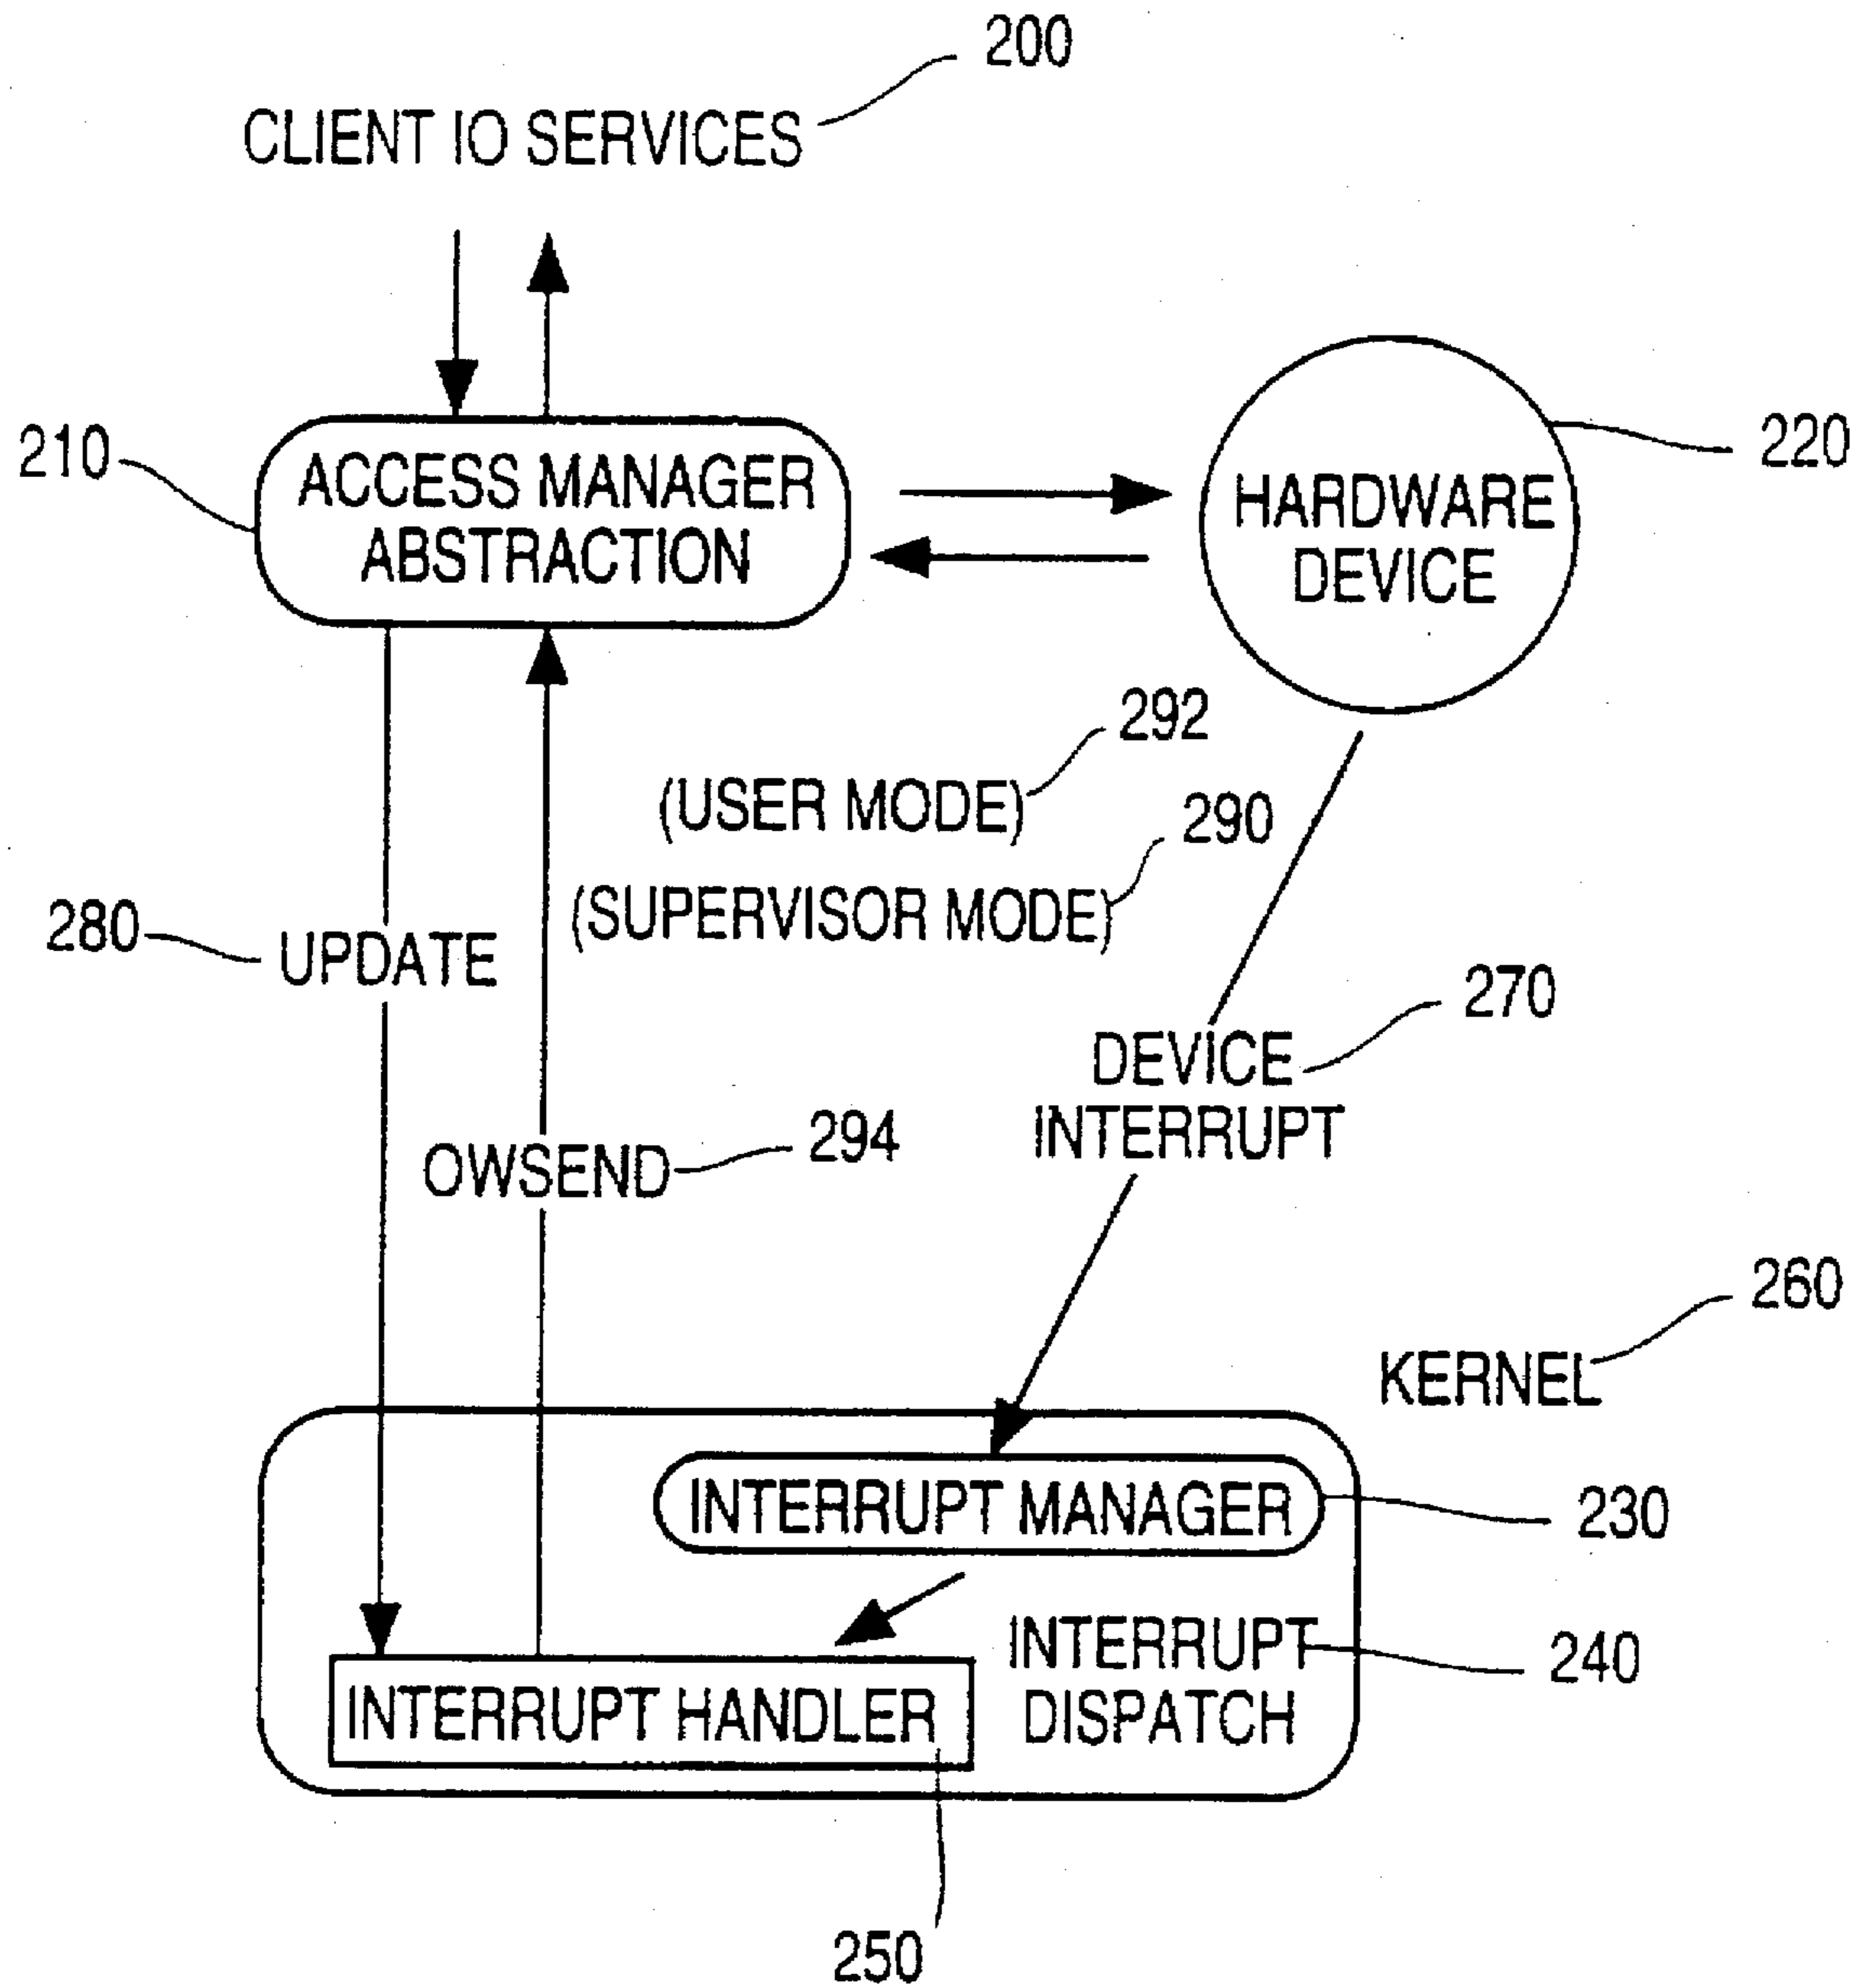 200
CLIENT IO SERVICES
210
ACCESS MANAGER
ABSTRACTION
220
HARDWARE
DEVICE
292
(USER MODE)
290
(SUPERVISOR MODE)
280
UPDATE
270
DEVICE
INTERRUPT
294
OWSEND
260
KERNEL
INTERRUPT MANAGER
230
INTERRUPT
DISPATCH
240
INTERRUPT HANDLER
250